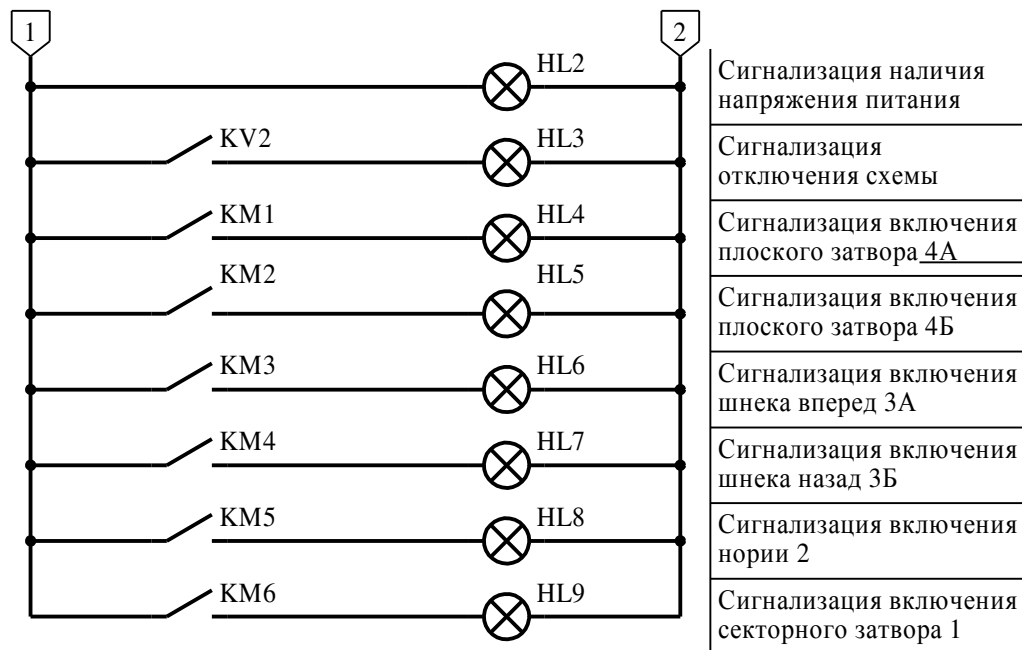 1
2
HL2
Сигнализация наличия
напряжения питания
KV2
HL3
Сигнализация
отключения схемы
KM1
HL4
Сигнализация включения
плоского затвора 4А
KM2
HL5
Сигнализация включения
плоского затвора 4Б
KM3
HL6
Сигнализация включения
шнека вперед 3А
KM4
HL7
Сигнализация включения
шнека назад 3Б
KM5
HL8
Сигнализация включения
нории 2
KM6
HL9
Сигнализация включения
секторного затвора 1